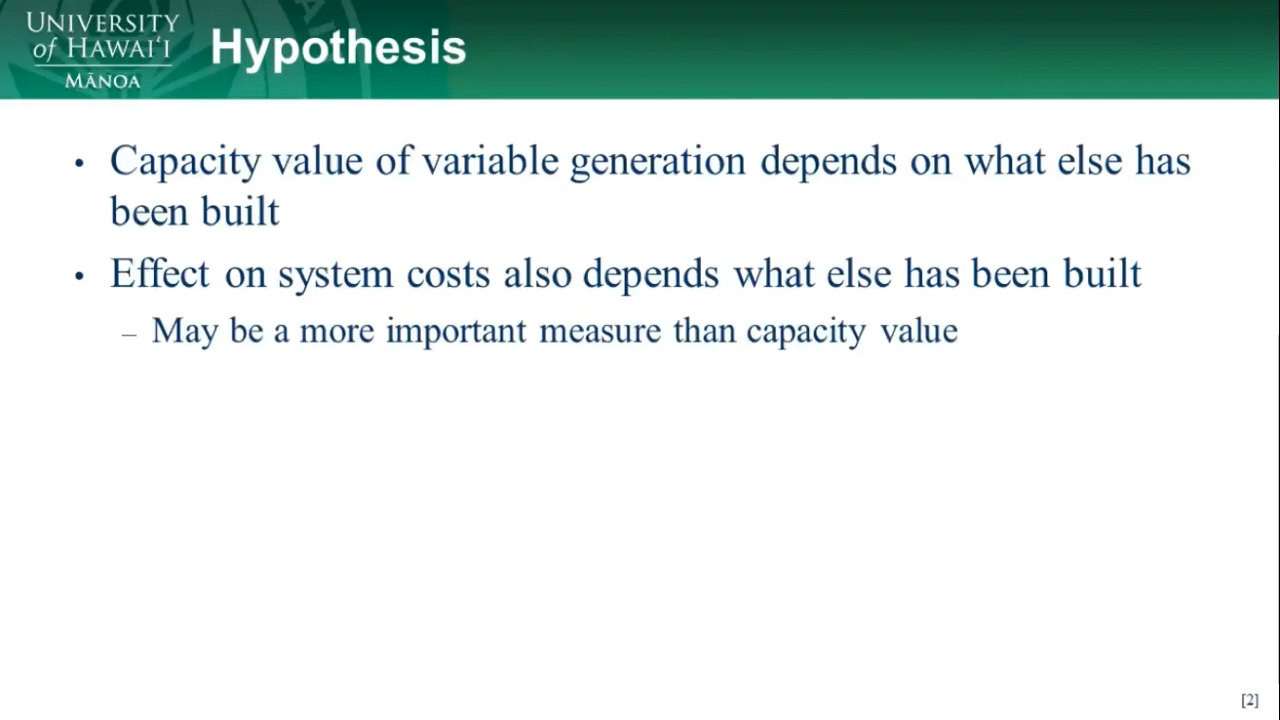 UNIVERSITY
of HAWAIʻI
MĀNOA
Hypothesis
• Capacity value of variable generation depends on what else has
been built
• Effect on system costs also depends what else has been built
– May be a more important measure than capacity value
[2]